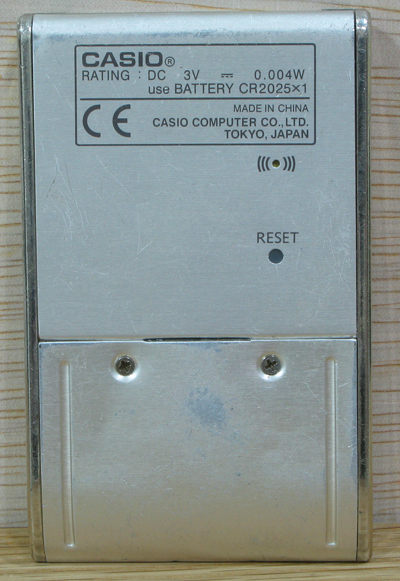 CASIO®
RATING : DC 3V ⎓ 0.004W
use BATTERY CR2025×1
CE
MADE IN CHINA
CASIO COMPUTER CO., LTD.
TOKYO, JAPAN
RESET